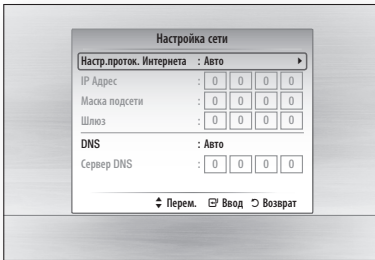 Настройка сети
Настр.проток. Интернета : Авто
IP Адрес : 0 0 0 0
Маска подсети : 0 0 0 0
Шлюз : 0 0 0 0
DNS : Авто
Сервер DNS : 0 0 0 0
Перем. Ввод Возврат